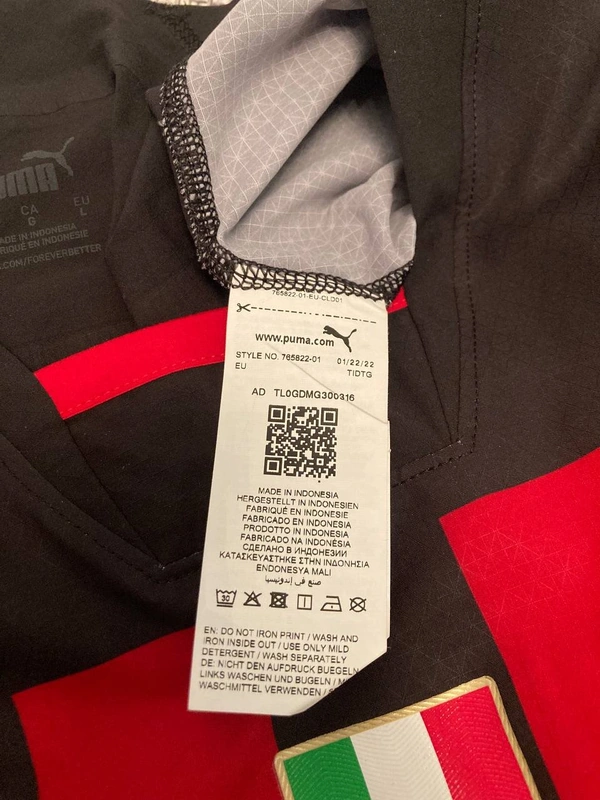 PUMA
CA EU
G L
MADE IN INDONESIA
FABRIQUÉ EN INDONESIE
.COM/FOREVERBETTER
765822-01-EU-CLD01
www.puma.com
STYLE NO. 765822-01 01/22/22
EU TIDTG
AD TL0GDMG300316
MADE IN INDONESIA
HERGESTELLT IN INDONESIEN
FABRIQUÉ EN INDONESIE
FABRICADO EN INDONESIA
PRODOTTO IN INDONESIA
FABRICADO NA INDONÉSIA
СДЕЛАНО В ИНДОНЕЗИИ
ΚΑΤΑΣΚΕΥΑΣΤΗΚΕ ΣΤΗΝ ΙΝΔΟΝΗΣΙΑ
ENDONESYA MALI
صنع في إندونيسيا
30
EN: DO NOT IRON PRINT / WASH AND
IRON INSIDE OUT / USE ONLY MILD
DETERGENT / WASH SEPARATELY
DE: NICHT DEN AUFDRUCK BUEGELN /
LINKS WASCHEN UND BUGELN /
WASCHMITTEL VERWENDEN /